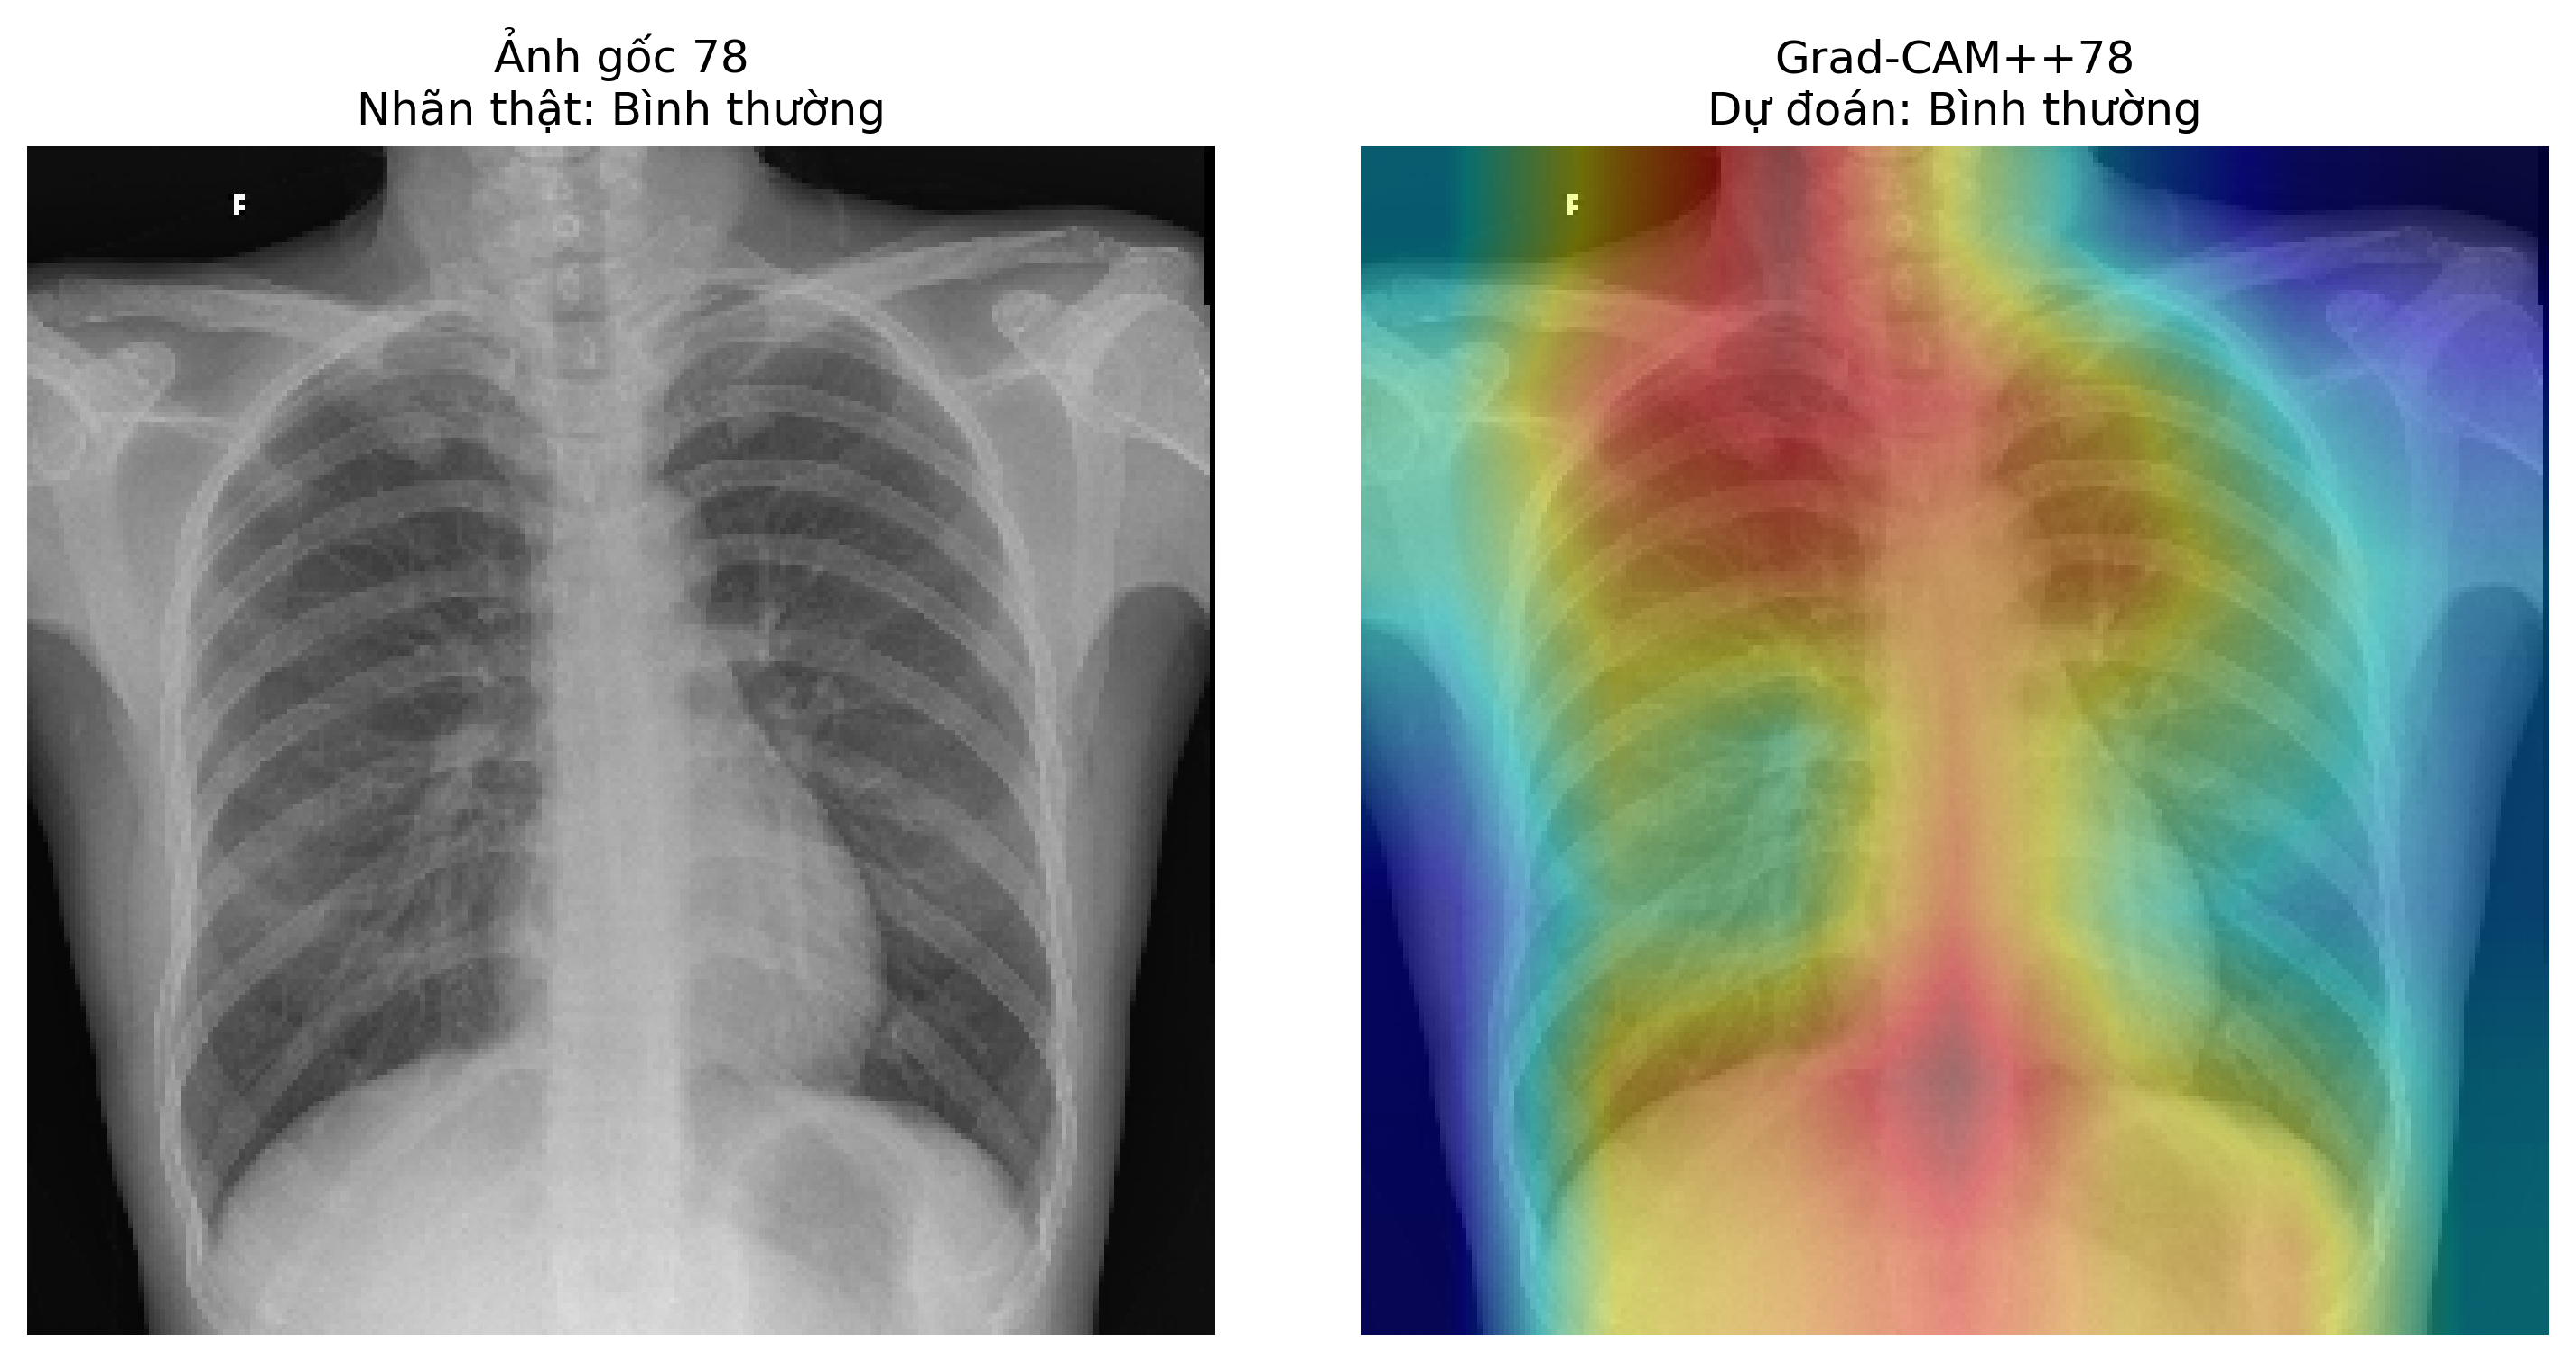 Ảnh gốc 78
Nhãn thật: Bình thường
F
Grad-CAM++78
Dự đoán: Bình thường
F